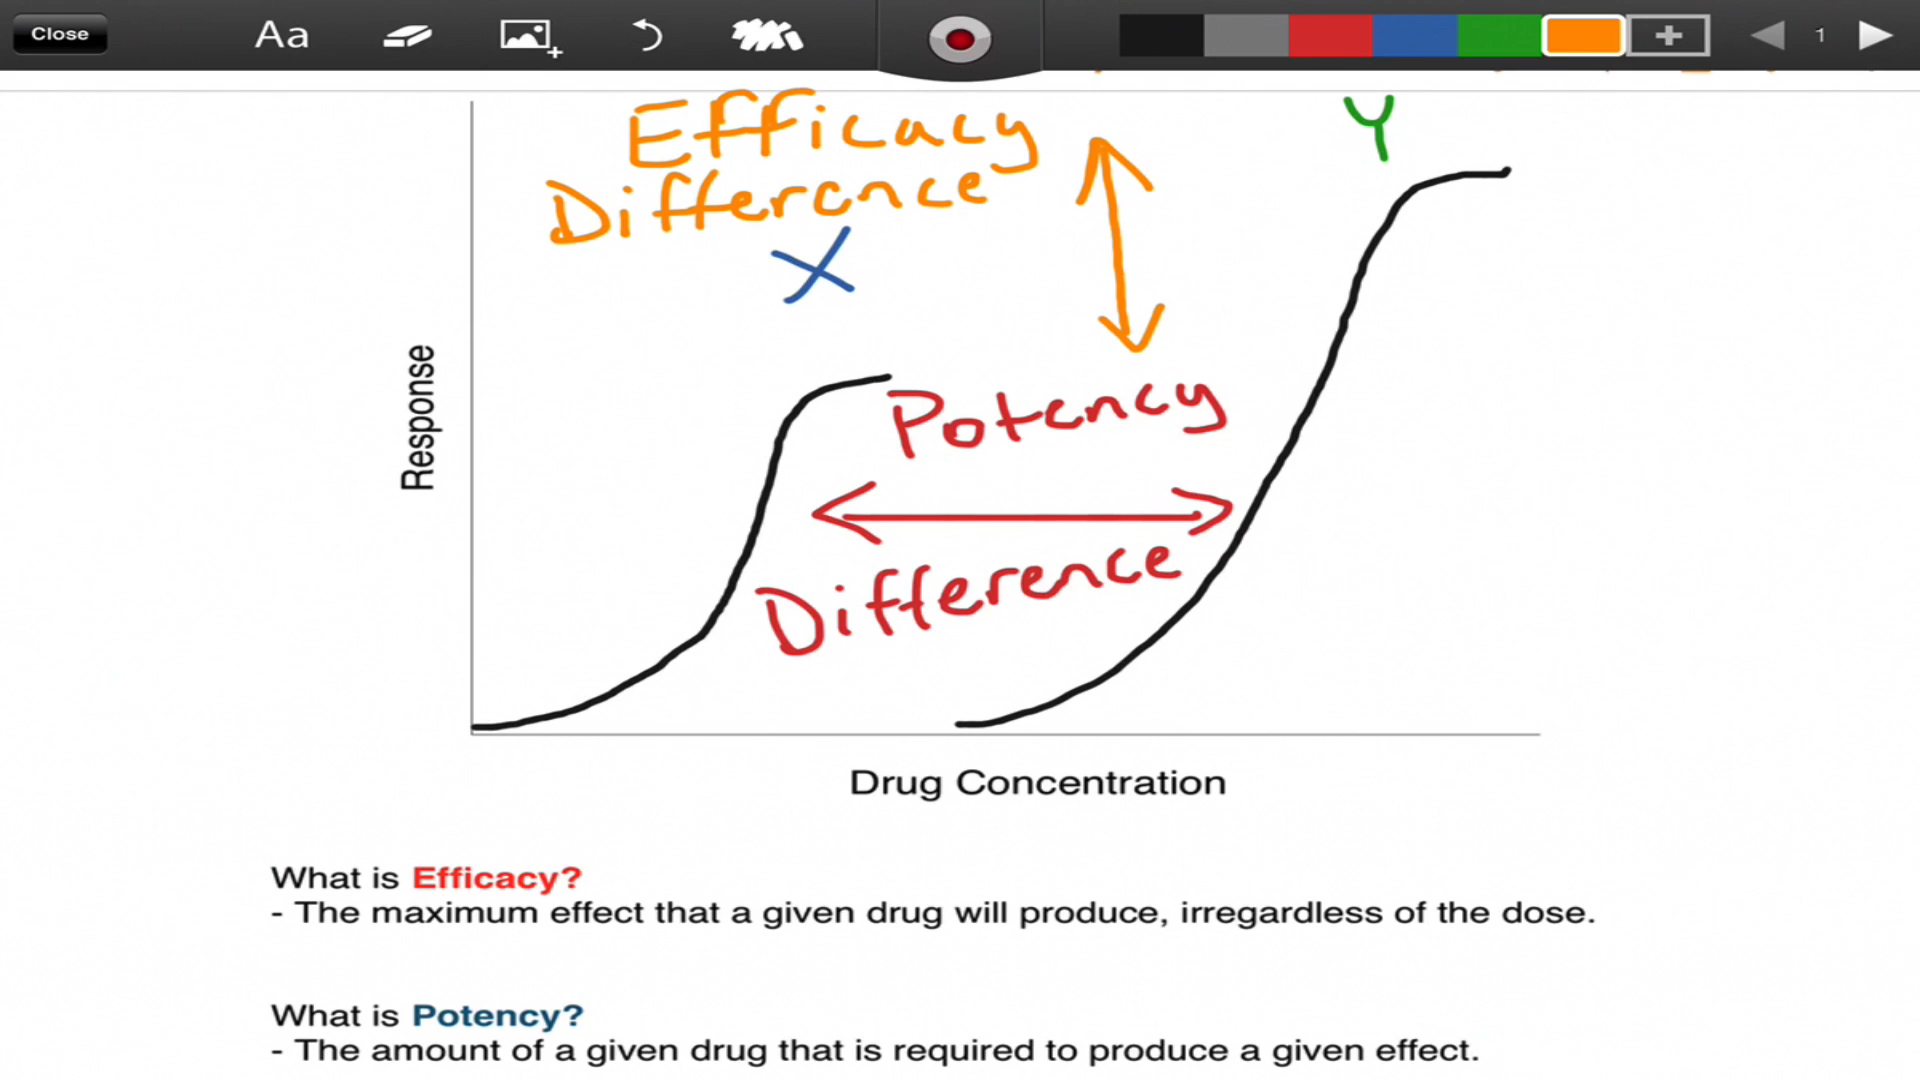 Close
Aa
1
Efficacy
Difference
X
Y
Potency
Difference
Response
Drug Concentration
What is Efficacy?
- The maximum effect that a given drug will produce, irregardless of the dose.
What is Potency?
- The amount of a given drug that is required to produce a given effect.